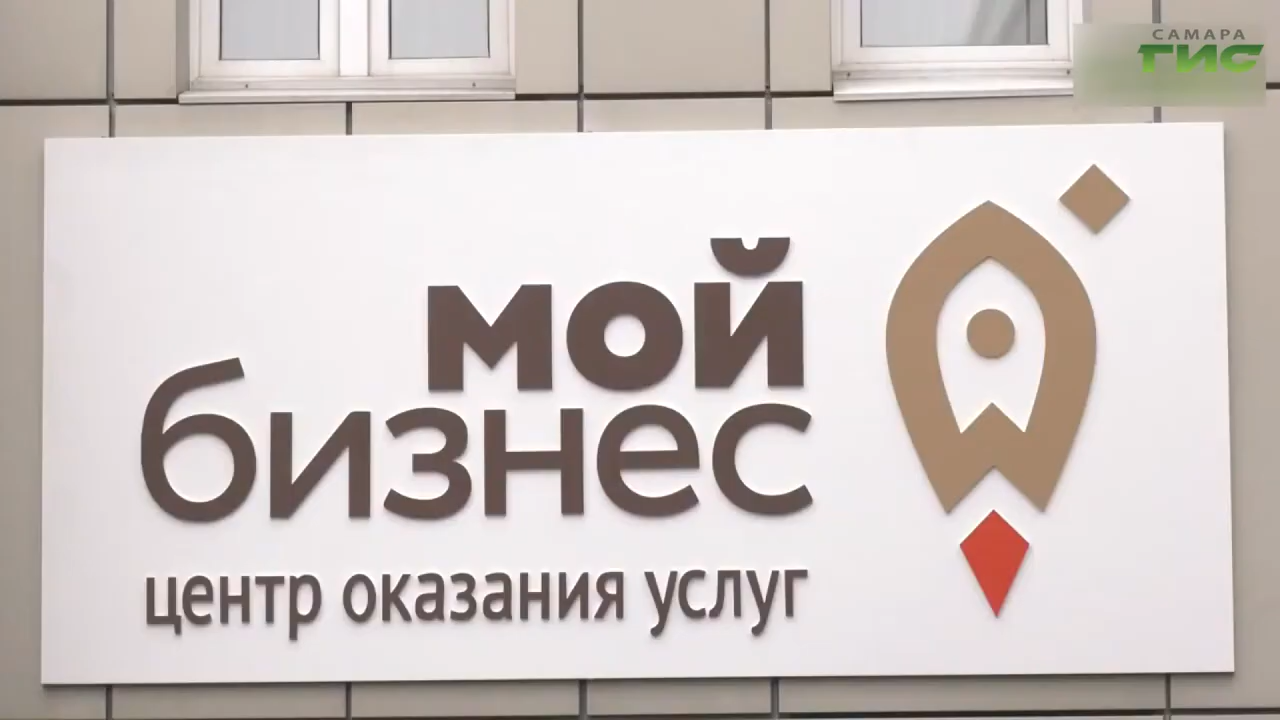 САМАРА
ГИС
мой
бизнес
центр оказания услуг